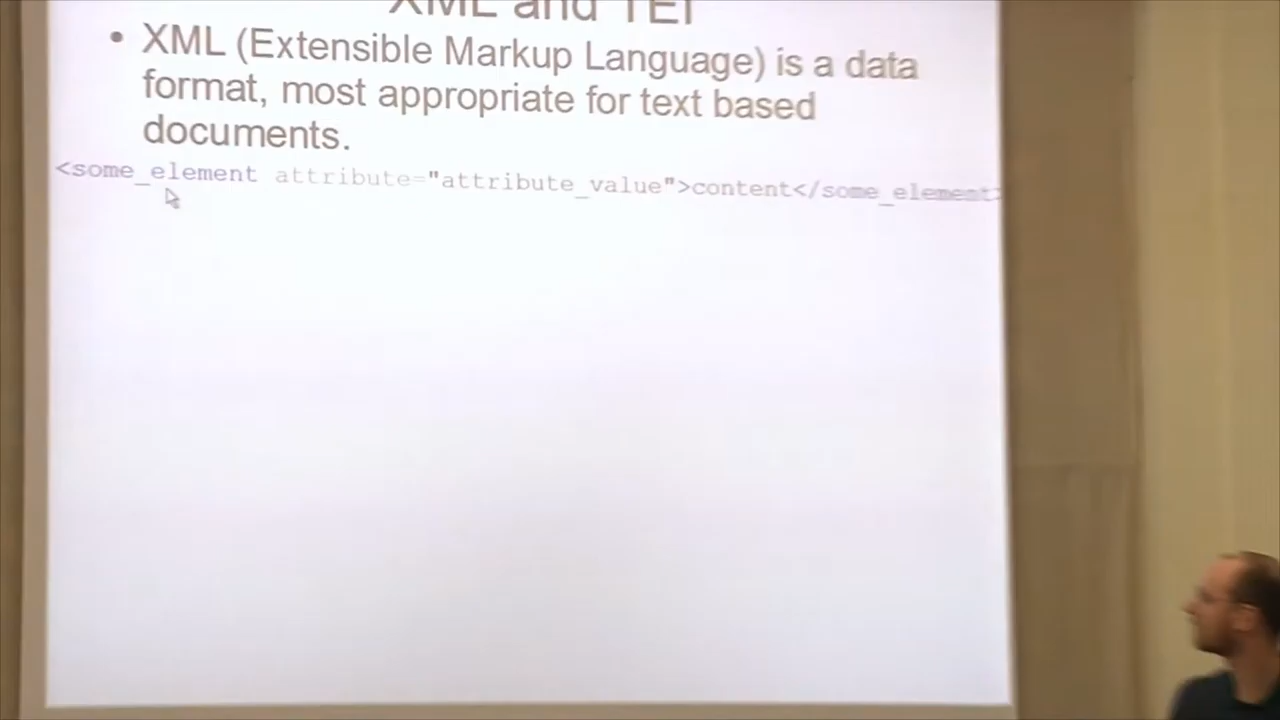 XML and TEI
• XML (Extensible Markup Language) is a data
format, most appropriate for text based
documents.
<some_element attribute="attribute_value">content</some_element>